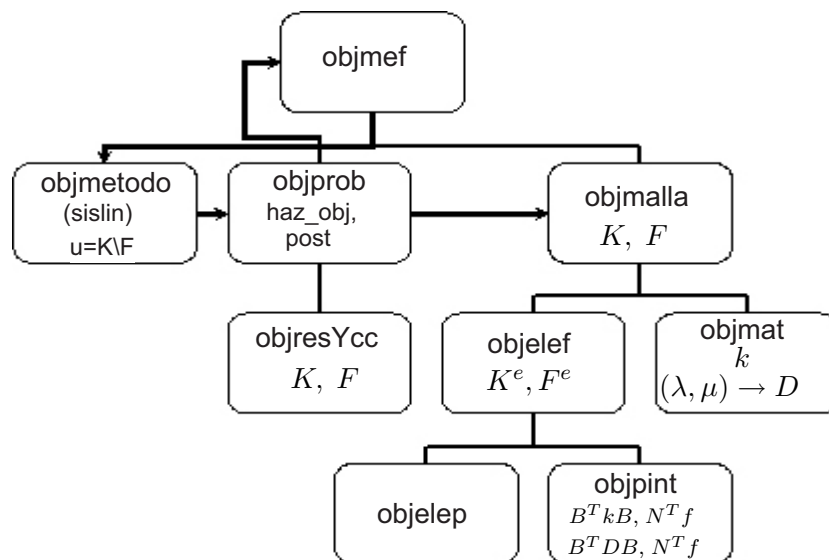 objmef
objmetodo
(sislin)
u=K\F
objprob
haz_obj,
post
objmalla
K, F
objresYcc
K, F
objelef
K^e, F^e
objmat
k
(λ, μ) → D
objelep
objpint
B^T kB, N^T f
B^T DB, N^T f